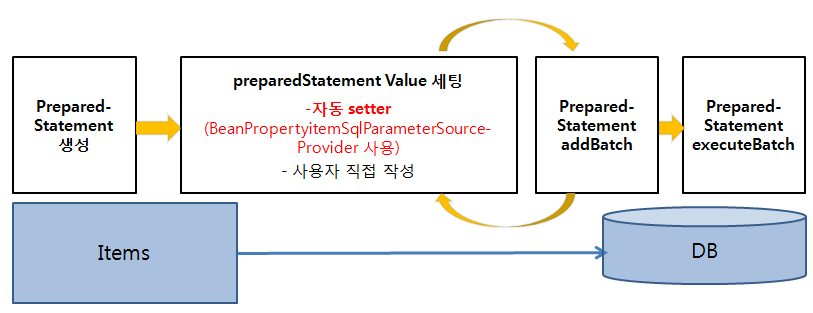 Prepared-
Statement
생성
preparedStatement Value 세팅
-자동 setter
(BeanPropertyitemSqlParameterSource-
Provider 사용)
- 사용자 직접 작성
Prepared-
Statement
addBatch
Prepared-
Statement
executeBatch
Items
DB